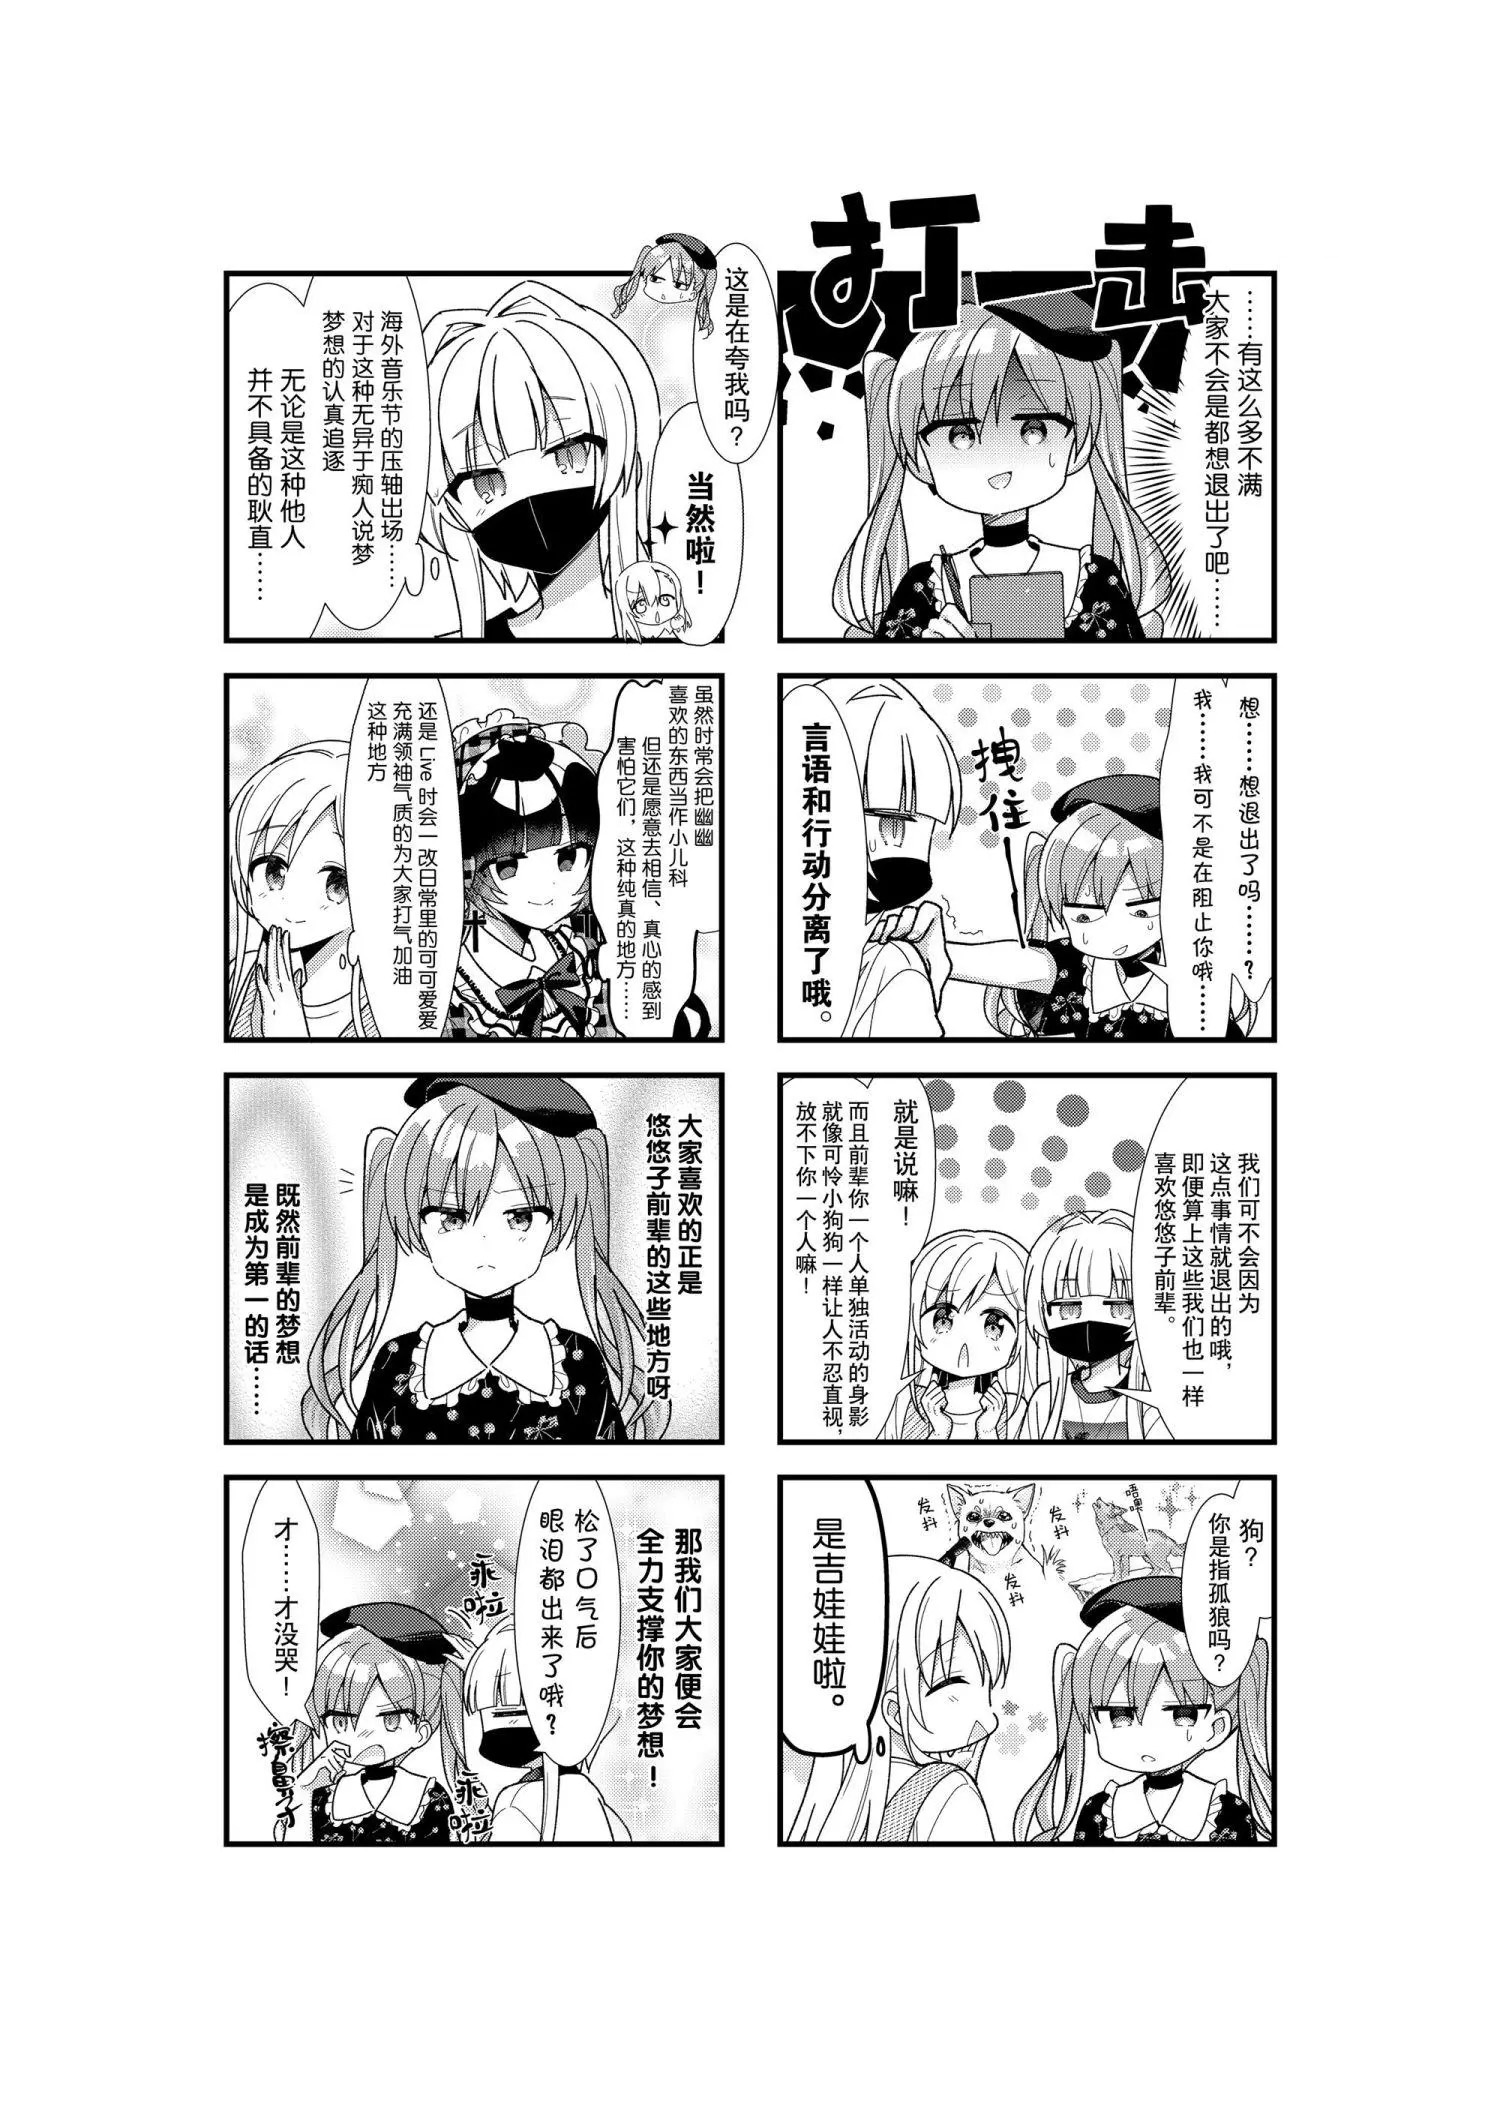 打击
……有这么多不满
大家不会是都想退出了吧……
想……想退出了吗……？
我……我可不是在阻止你哦……
拽住——
言语和行动分离了哦。
我们可不会因为
这点事情就退出的哦，
即便算上这些我们也一样
喜欢悠悠子前辈。
就是说嘛！
而且前辈你一个人单独活动的身影
就像可怜小狗狗一样让人不忍直视，
放不下你一个人嘛！
狗？
你是指孤狼吗？
唔噢
发抖
发抖
发抖
是吉娃娃啦。
这是在夸我吗？
当然啦！
海外音乐节的压轴出场……
对于这种无异于痴人说梦
梦想的认真追逐
无论是这种他人
并不具备的耿直……
虽然时常会把幽幽
喜欢的东西当作小儿科
但还是愿意去相信、真心的感到
害怕它们，这种纯真的地方……
还是 Live 时会一改日常里的可可爱爱
充满领袖气质的为大家打气加油
这种地方
大家喜欢的正是
悠悠子前辈的这些地方呀
既然前辈的梦想
是成为第一的话……
那我们大家便会
全力支撑你的梦想！
松了口气后
眼泪都出来了哦？
乖啦
乖啦
才……才没哭！
擦鼻子